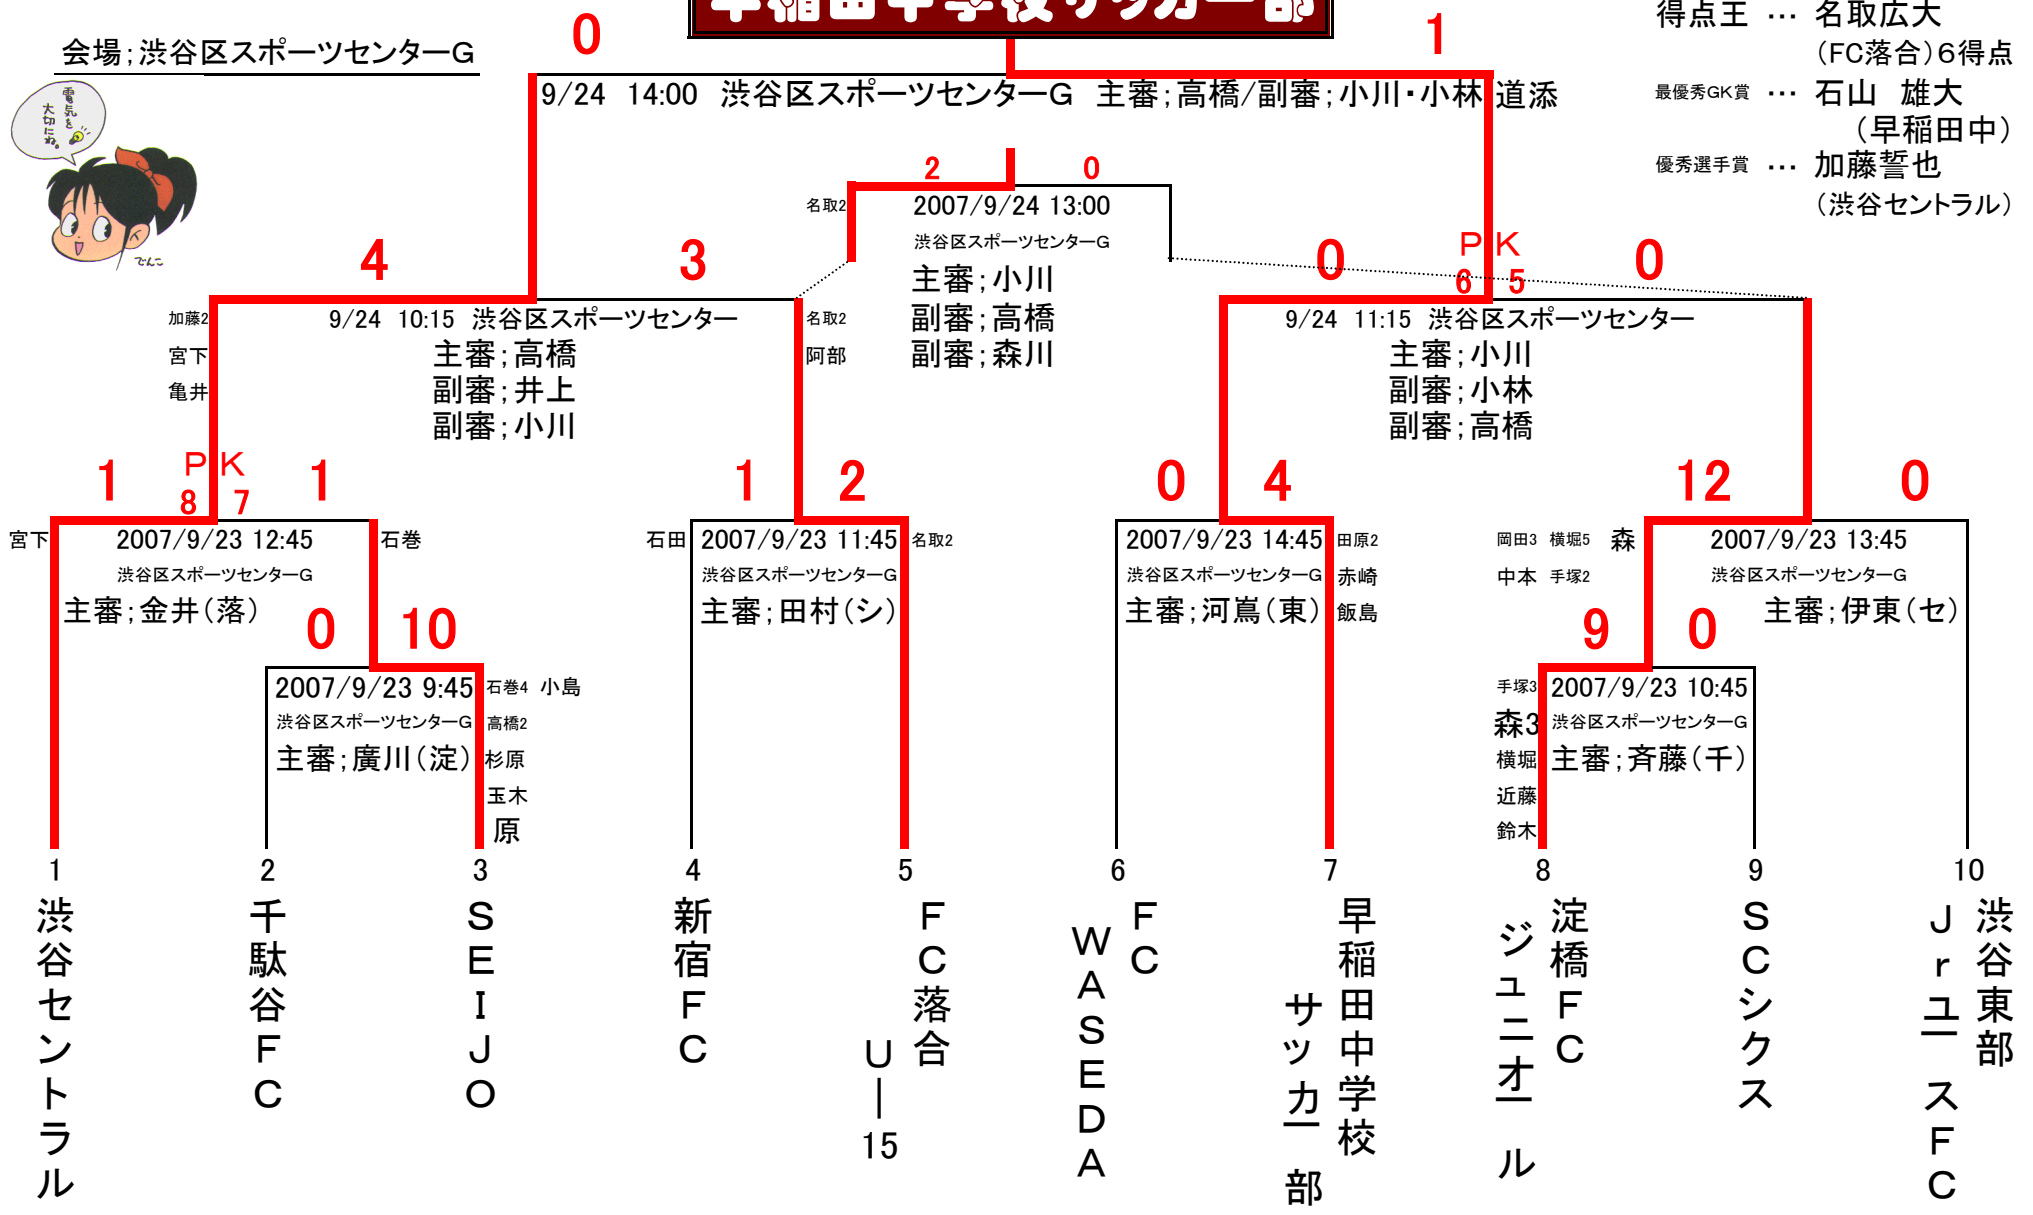 早稲田中学校サッカー部
得点王 … 名取広大
(FC落合)6得点
最優秀GK賞 … 石山 雄大
(早稲田中)
優秀選手賞 … 加藤誓也
(渋谷セントラル)
会場;渋谷区スポーツセンターG
電気を
大切にね。
でんこ
0 1
9/24 14:00 渋谷区スポーツセンターG 主審;高橋/副審;小川・小林 道添
2 0
名取2 2007/9/24 13:00
渋谷区スポーツセンターG
主審;小川
副審;高橋
副審;森川
4 3
加藤2 9/24 10:15 渋谷区スポーツセンター 名取2
宮下 主審;高橋 阿部
亀井 副審;井上
副審;小川
0 PK 0
6 5
9/24 11:15 渋谷区スポーツセンター
主審;小川
副審;小林
副審;高橋
1 PK 1
8 7
宮下 2007/9/23 12:45 石巻
渋谷区スポーツセンターG
主審;金井(落)
0 10
2007/9/23 9:45 石巻4 小島
渋谷区スポーツセンターG 高橋2
主審;廣川(淀) 杉原
玉木
原
1 2
石田 2007/9/23 11:45 名取2
渋谷区スポーツセンターG
主審;田村(シ)
0 4
2007/9/23 14:45 田原2
渋谷区スポーツセンターG 赤崎
主審;河嶌(東) 飯島
12 0
岡田3 横堀5 森 2007/9/23 13:45
中本 手塚2 渋谷区スポーツセンターG
主審;伊東(セ)
9 0
手塚3 2007/9/23 10:45
森3 渋谷区スポーツセンターG
横堀 主審;斉藤(千)
近藤
鈴木
1 2 3 4 5 6 7 8 9 10
渋谷セントラル
千駄谷FC
SEIJO
新宿FC
FC落合
U-15
FC
WASEDA
早稲田中学校
サッカー部
淀橋FC
ジュニオール
SCシクス
渋谷東部
JrユースFC